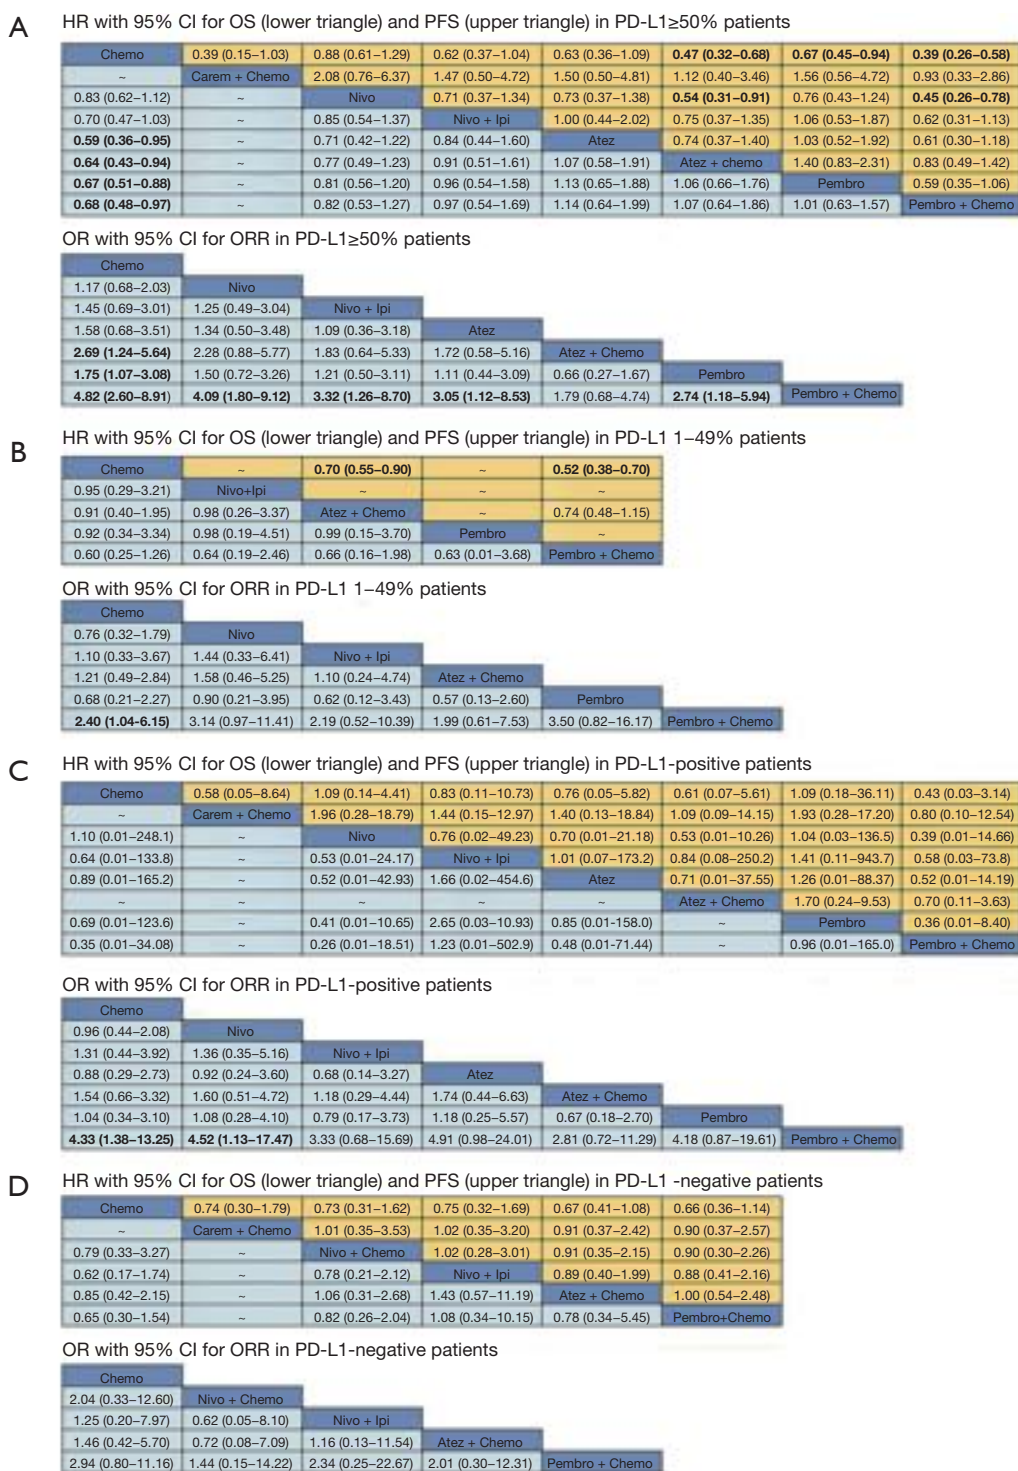 A
HR with 95% CI for OS (lower triangle) and PFS (upper triangle) in PD-L1≥50% patients
Chemo 0.39 (0.15–1.03) 0.88 (0.61–1.29) 0.62 (0.37–1.04) 0.63 (0.36–1.09) 0.47 (0.32–0.68) 0.67 (0.45–0.94) 0.39 (0.26–0.58)
~ Carem + Chemo 2.08 (0.76–6.37) 1.47 (0.50–4.72) 1.50 (0.50–4.81) 1.12 (0.40–3.46) 1.56 (0.56–4.72) 0.93 (0.33–2.86)
0.83 (0.62–1.12) ~ Nivo 0.71 (0.37–1.34) 0.73 (0.37–1.38) 0.54 (0.31–0.91) 0.76 (0.43–1.24) 0.45 (0.26–0.78)
0.70 (0.47–1.03) ~ 0.85 (0.54–1.37) Nivo + Ipi 1.00 (0.44–2.02) 0.75 (0.37–1.35) 1.06 (0.53–1.87) 0.62 (0.31–1.13)
0.59 (0.36–0.95) ~ 0.71 (0.42–1.22) 0.84 (0.44–1.60) Atez 0.74 (0.37–1.40) 1.03 (0.52–1.92) 0.61 (0.30–1.18)
0.64 (0.43–0.94) ~ 0.77 (0.49–1.23) 0.91 (0.51–1.61) 1.07 (0.58–1.91) Atez + chemo 1.40 (0.83–2.31) 0.83 (0.49–1.42)
0.67 (0.51–0.88) ~ 0.81 (0.56–1.20) 0.96 (0.54–1.58) 1.13 (0.65–1.88) 1.06 (0.66–1.76) Pembro 0.59 (0.35–1.06)
0.68 (0.48–0.97) ~ 0.82 (0.53–1.27) 0.97 (0.54–1.69) 1.14 (0.64–1.99) 1.07 (0.64–1.86) 1.01 (0.63–1.57) Pembro + Chemo
OR with 95% CI for ORR in PD-L1≥50% patients
Chemo
1.17 (0.68–2.03) Nivo
1.45 (0.69–3.01) 1.25 (0.49–3.04) Nivo + Ipi
1.58 (0.68–3.51) 1.34 (0.50–3.48) 1.09 (0.36–3.18) Atez
2.69 (1.24–5.64) 2.28 (0.88–5.77) 1.83 (0.64–5.33) 1.72 (0.58–5.16) Atez + Chemo
1.75 (1.07–3.08) 1.50 (0.72–3.26) 1.21 (0.50–3.11) 1.11 (0.44–3.09) 0.66 (0.27–1.67) Pembro
4.82 (2.60–8.91) 4.09 (1.80–9.12) 3.32 (1.26–8.70) 3.05 (1.12–8.53) 1.79 (0.68–4.74) 2.74 (1.18–5.94) Pembro + Chemo
B
HR with 95% CI for OS (lower triangle) and PFS (upper triangle) in PD-L1 1–49% patients
Chemo ~ 0.70 (0.55–0.90) ~ 0.52 (0.38–0.70)
0.95 (0.29–3.21) Nivo+Ipi ~ ~ ~
0.91 (0.40–1.95) 0.98 (0.26–3.37) Atez + Chemo ~ 0.74 (0.48–1.15)
0.92 (0.34–3.34) 0.98 (0.19–4.51) 0.99 (0.15–3.70) Pembro ~
0.60 (0.25–1.26) 0.64 (0.19–2.46) 0.66 (0.16–1.98) 0.63 (0.01–3.68) Pembro + Chemo
OR with 95% CI for ORR in PD-L1 1–49% patients
Chemo
0.76 (0.32–1.79) Nivo
1.10 (0.33–3.67) 1.44 (0.33–6.41) Nivo + Ipi
1.21 (0.49–2.84) 1.58 (0.46–5.25) 1.10 (0.24–4.74) Atez + Chemo
0.68 (0.21–2.27) 0.90 (0.21–3.95) 0.62 (0.12–3.43) 0.57 (0.13–2.60) Pembro
2.40 (1.04-6.15) 3.14 (0.97–11.41) 2.19 (0.52–10.39) 1.99 (0.61–7.53) 3.50 (0.82–16.17) Pembro + Chemo
C
HR with 95% CI for OS (lower triangle) and PFS (upper triangle) in PD-L1-positive patients
Chemo 0.58 (0.05–8.64) 1.09 (0.14–4.41) 0.83 (0.11–10.73) 0.76 (0.05–5.82) 0.61 (0.07–5.61) 1.09 (0.18–36.11) 0.43 (0.03–3.14)
~ Carem + Chemo 1.96 (0.28–18.79) 1.44 (0.15–12.97) 1.40 (0.13–18.84) 1.09 (0.09–14.15) 1.93 (0.28–17.20) 0.80 (0.10–12.54)
1.10 (0.01–248.1) ~ Nivo 0.76 (0.02–49.23) 0.70 (0.01–21.18) 0.53 (0.01–10.26) 1.04 (0.03–136.5) 0.39 (0.01–14.66)
0.64 (0.01–133.8) ~ 0.53 (0.01–24.17) Nivo + Ipi 1.01 (0.07–173.2) 0.84 (0.08–250.2) 1.41 (0.11–943.7) 0.58 (0.03–73.8)
0.89 (0.01–165.2) ~ 0.52 (0.01–42.93) 1.66 (0.02–454.6) Atez 0.71 (0.01–37.55) 1.26 (0.01–88.37) 0.52 (0.01–14.19)
~ ~ ~ ~ ~ Atez + Chemo 1.70 (0.24–9.53) 0.70 (0.11–3.63)
0.69 (0.01–123.6) ~ 0.41 (0.01–10.65) 2.65 (0.03–10.93) 0.85 (0.01–158.0) ~ Pembro 0.36 (0.01–8.40)
0.35 (0.01–34.08) ~ 0.26 (0.01–18.51) 1.23 (0.01–502.9) 0.48 (0.01-71.44) ~ 0.96 (0.01–165.0) Pembro + Chemo
OR with 95% CI for ORR in PD-L1-positive patients
Chemo
0.96 (0.44–2.08) Nivo
1.31 (0.44–3.92) 1.36 (0.35–5.16) Nivo + Ipi
0.88 (0.29–2.73) 0.92 (0.24–3.60) 0.68 (0.14–3.27) Atez
1.54 (0.66–3.32) 1.60 (0.51–4.72) 1.18 (0.29–4.44) 1.74 (0.44–6.63) Atez + Chemo
1.04 (0.34–3.10) 1.08 (0.28–4.10) 0.79 (0.17–3.73) 1.18 (0.25–5.57) 0.67 (0.18–2.70) Pembro
4.33 (1.38–13.25) 4.52 (1.13–17.47) 3.33 (0.68–15.69) 4.91 (0.98–24.01) 2.81 (0.72–11.29) 4.18 (0.87–19.61) Pembro + Chemo
D
HR with 95% CI for OS (lower triangle) and PFS (upper triangle) in PD-L1 -negative patients
Chemo 0.74 (0.30–1.79) 0.73 (0.31–1.62) 0.75 (0.32–1.69) 0.67 (0.41–1.08) 0.66 (0.36–1.14)
~ Carem + Chemo 1.01 (0.35–3.53) 1.02 (0.35–3.20) 0.91 (0.37–2.42) 0.90 (0.37–2.57)
0.79 (0.33–3.27) ~ Nivo + Chemo 1.02 (0.28–3.01) 0.91 (0.35–2.15) 0.90 (0.30–2.26)
0.62 (0.17–1.74) ~ 0.78 (0.21–2.12) Nivo + Ipi 0.89 (0.40–1.99) 0.88 (0.41–2.16)
0.85 (0.42–2.15) ~ 1.06 (0.31–2.68) 1.43 (0.57–11.19) Atez + Chemo 1.00 (0.54–2.48)
0.65 (0.30–1.54) ~ 0.82 (0.26–2.04) 1.08 (0.34–10.15) 0.78 (0.34–5.45) Pembro+Chemo
OR with 95% CI for ORR in PD-L1-negative patients
Chemo
2.04 (0.33–12.60) Nivo + Chemo
1.25 (0.20–7.97) 0.62 (0.05–8.10) Nivo + Ipi
1.46 (0.42–5.70) 0.72 (0.08–7.09) 1.16 (0.13–11.54) Atez + Chemo
2.94 (0.80–11.16) 1.44 (0.15–14.22) 2.34 (0.25–22.67) 2.01 (0.30–12.31) Pembro + Chemo